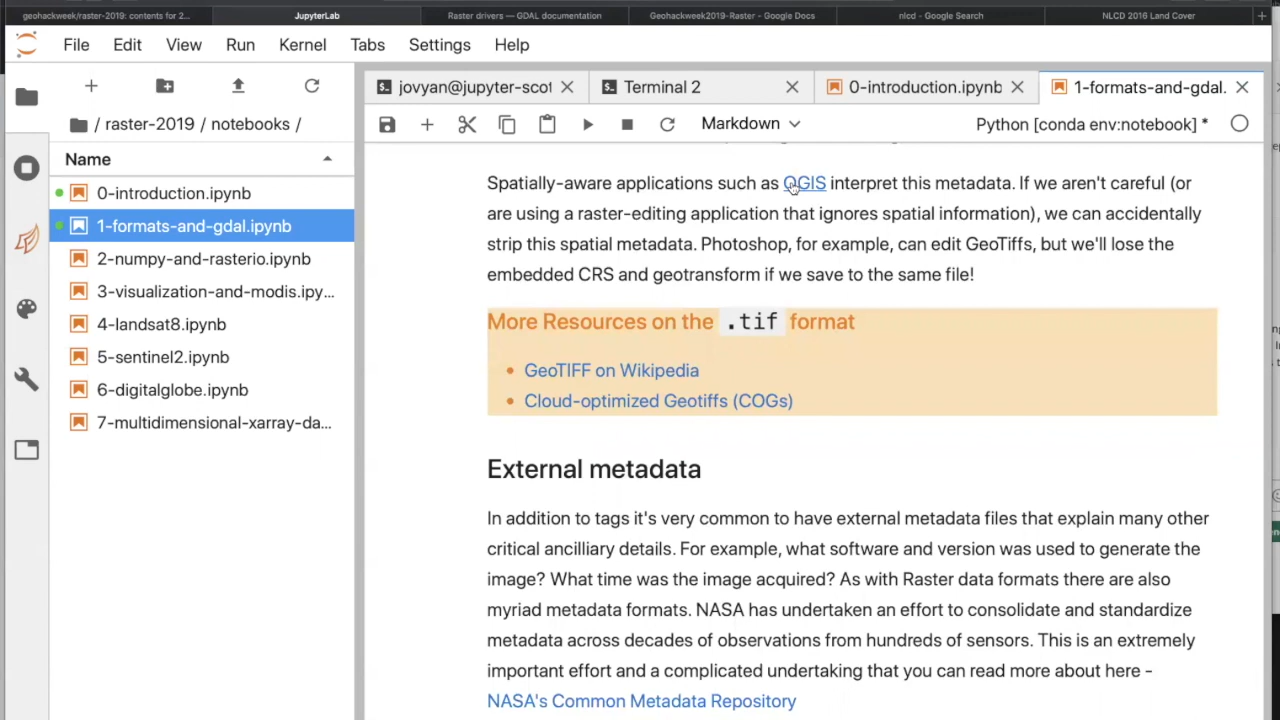 geohackweek/raster-2019: contents for 2...
JupyterLab
Raster drivers — GDAL documentation
Geohackweek2019-Raster - Google Docs
nlcd - Google Search
NLCD 2016 Land Cover
File Edit View Run Kernel Tabs Settings Help
jovyan@jupyter-scot
Terminal 2
0-introduction.ipynb
1-formats-and-gdal.
/ raster-2019 / notebooks /
Markdown
Python [conda env:notebook] *
Name
0-introduction.ipynb
1-formats-and-gdal.ipynb
2-numpy-and-rasterio.ipynb
3-visualization-and-modis.ipy...
4-landsat8.ipynb
5-sentinel2.ipynb
6-digitalglobe.ipynb
7-multidimensional-xarray-da...
Spatially-aware applications such as QGIS interpret this metadata. If we aren't careful (or
are using a raster-editing application that ignores spatial information), we can accidentally
strip this spatial metadata. Photoshop, for example, can edit GeoTiffs, but we'll lose the
embedded CRS and geotransform if we save to the same file!
More Resources on the .tif format
• GeoTIFF on Wikipedia
• Cloud-optimized Geotiffs (COGs)
External metadata
In addition to tags it's very common to have external metadata files that explain many other
critical ancilliary details. For example, what software and version was used to generate the
image? What time was the image acquired? As with Raster data formats there are also
myriad metadata formats. NASA has undertaken an effort to consolidate and standardize
metadata across decades of observations from hundreds of sensors. This is an extremely
important effort and a complicated undertaking that you can read more about here -
NASA's Common Metadata Repository